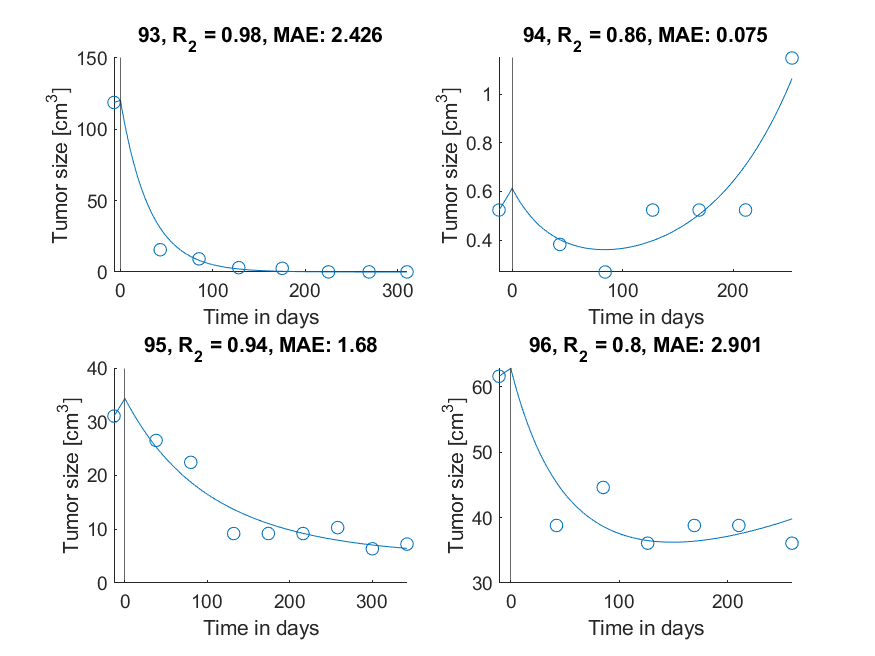 93, R2 = 0.98, MAE: 2.426
Tumor size [cm3]
150
100
50
0
0 100 200 300
Time in days
94, R2 = 0.86, MAE: 0.075
Tumor size [cm3]
1
0.8
0.6
0.4
0 100 200
Time in days
95, R2 = 0.94, MAE: 1.68
Tumor size [cm3]
40
30
20
10
0
0 100 200 300
Time in days
96, R2 = 0.8, MAE: 2.901
Tumor size [cm3]
60
50
40
30
0 100 200
Time in days